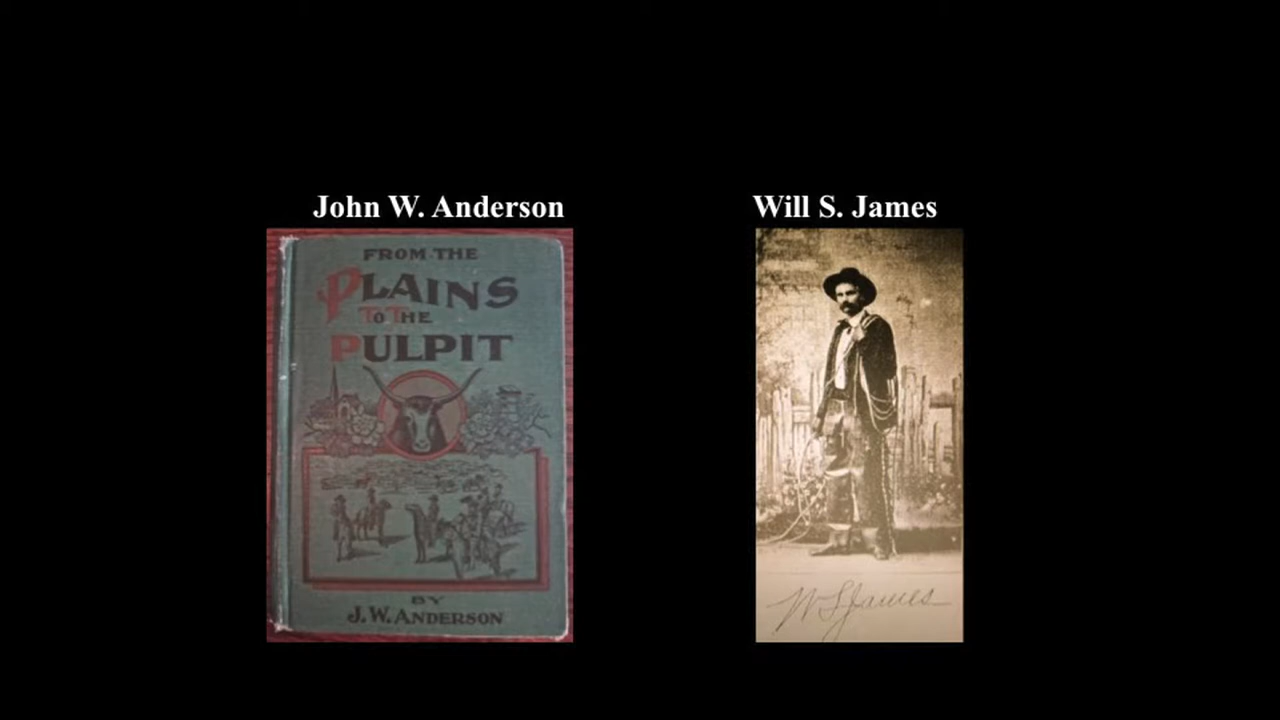 John W. Anderson
Will S. James
FROM THE
PLAINS
TO THE
PULPIT
BY
J. W. ANDERSON
W S James